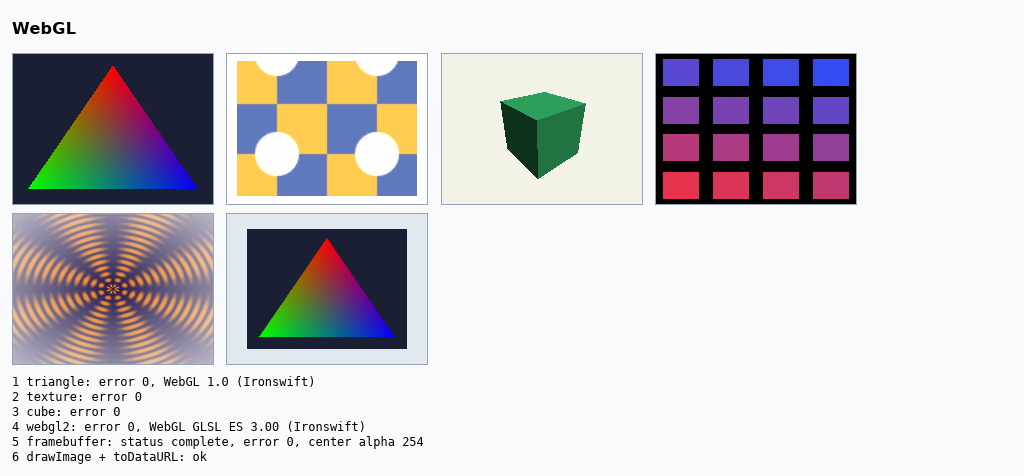 WebGL
1 triangle: error 0, WebGL 1.0 (Ironswift)
2 texture: error 0
3 cube: error 0
4 webgl2: error 0, WebGL GLSL ES 3.00 (Ironswift)
5 framebuffer: status complete, error 0, center alpha 254
6 drawImage + toDataURL: ok